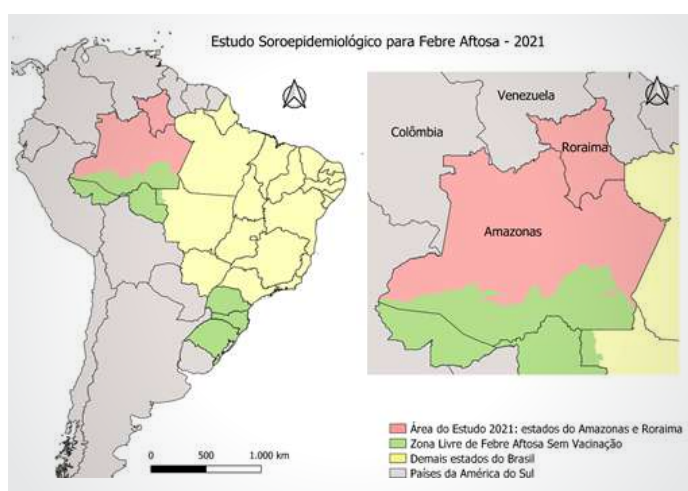 Estudo Soroepidemiológico para Febre Aftosa - 2021
Venezuela
Colômbia
Roraima
Amazonas
Área do Estudo 2021: estados do Amazonas e Roraima
Zona Livre de Febre Aftosa Sem Vacinação
Demais estados do Brasil
Países da América do Sul
0 500 1.000 km